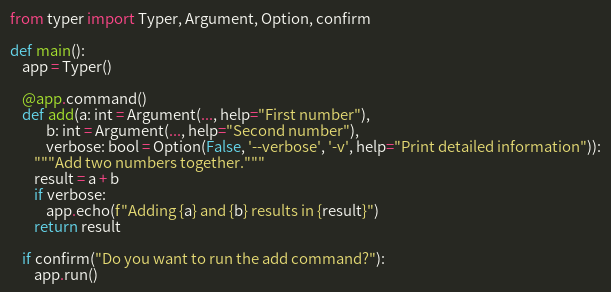 from typer import Typer, Argument, Option, confirm
def main():
app = Typer()
@app.command()
def add(a: int = Argument(..., help="First number"),
b: int = Argument(..., help="Second number"),
verbose: bool = Option(False, '--verbose', '-v', help="Print detailed information")):
"""Add two numbers together."""
result = a + b
if verbose:
app.echo(f"Adding {a} and {b} results in {result}")
return result
if confirm("Do you want to run the add command?"):
app.run()